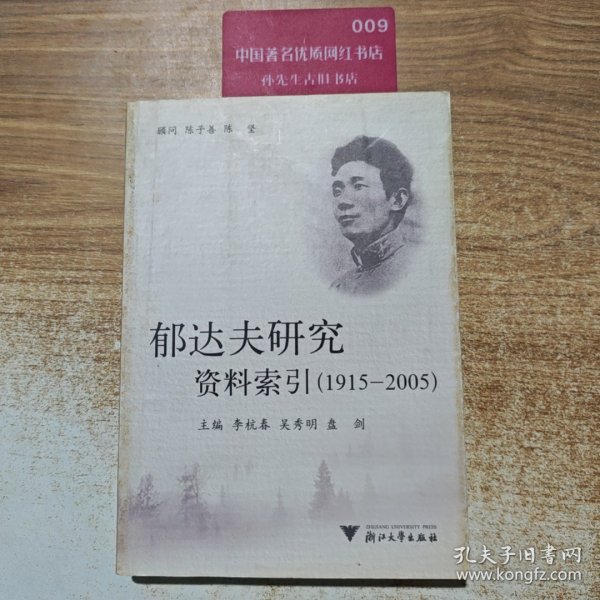 009
中国著名优质网红书店
孙先生古旧书店
顾问 陈子善 陈 坚
郁达夫研究
资料索引(1915-2005)
主编 李杭春 吴秀明 盘 剑
ZHEJIANG UNIVERSITY PRESS
浙江大学出版社
孔夫子旧书网
www.kongfz.com